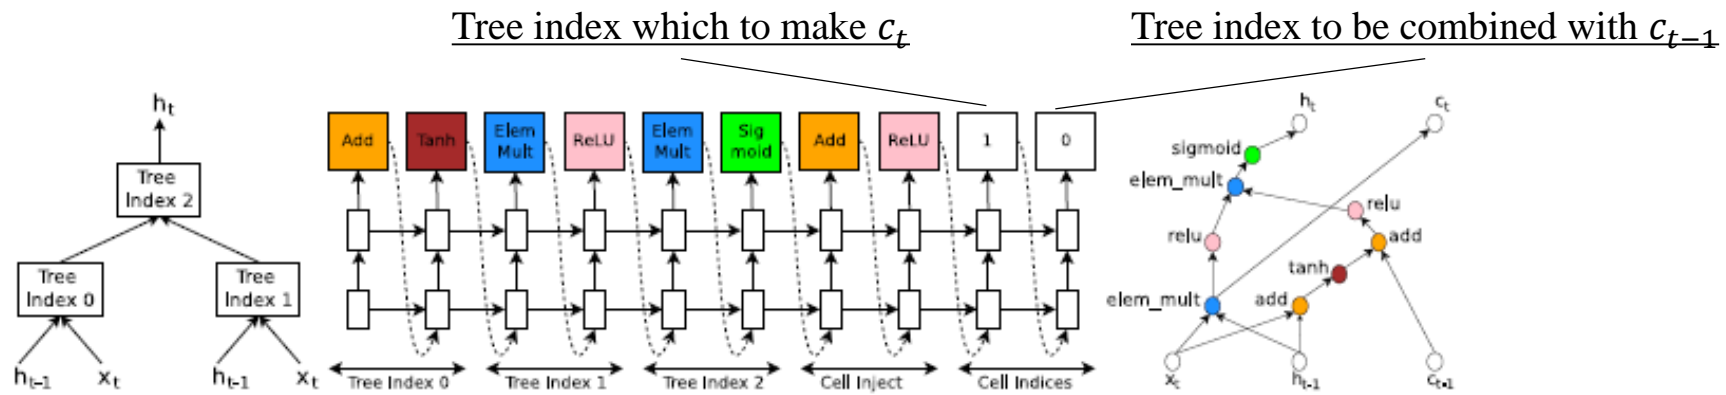 Tree index which to make c_t
Tree index to be combined with c_{t−1}
h_t
Tree
Index 2
Tree
Index 0
Tree
Index 1
h_{t-1}
x_t
h_{t-1}
x_t
Add
Tanh
Elem
Mult
ReLU
Elem
Mult
Sig
moid
Add
ReLU
1
0
Tree Index 0
Tree Index 1
Tree Index 2
Cell Inject
Cell Indices
h_t
c_t
sigmoid
elem_mult
relu
relu
add
tanh
elem_mult
add
x_t
h_{t-1}
c_{t-1}